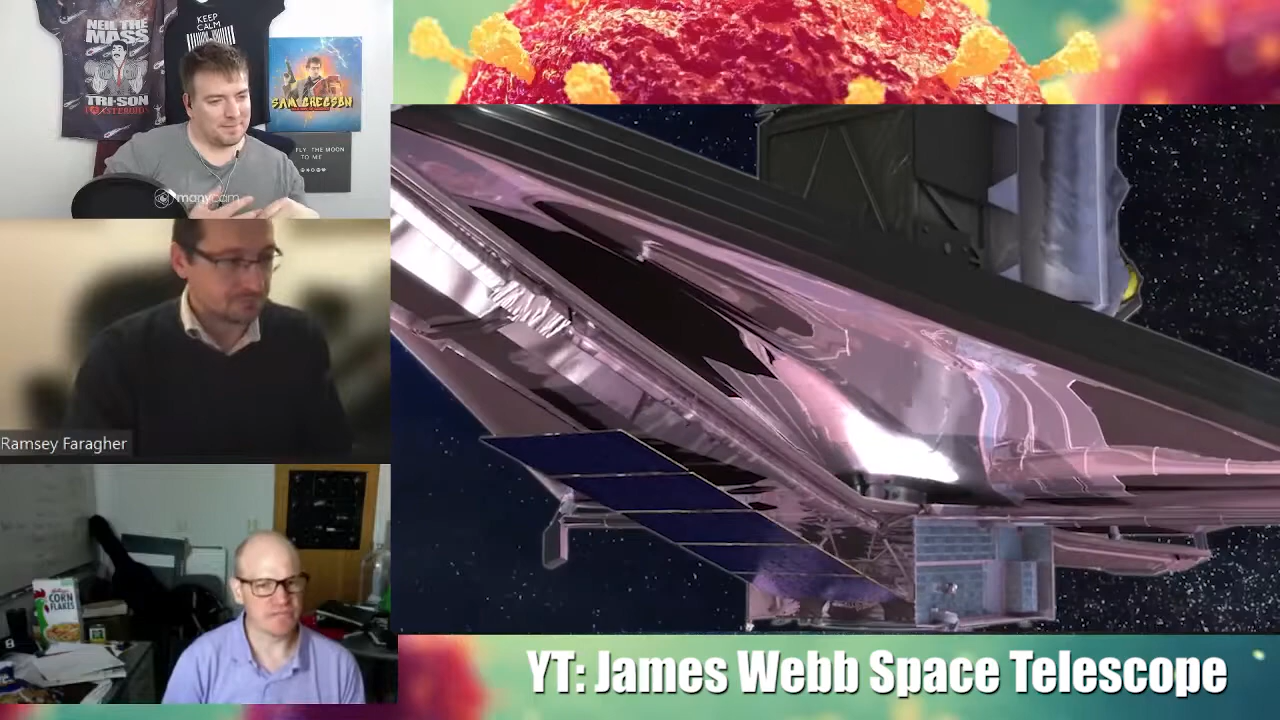 NEIL THE
MASS
TRI-SON
KEEP
CALM
SAM GREGSON
FLY THE MOON
TO ME
manycam
Ramsey Faragher
CORN
FLAKES
YT: James Webb Space Telescope